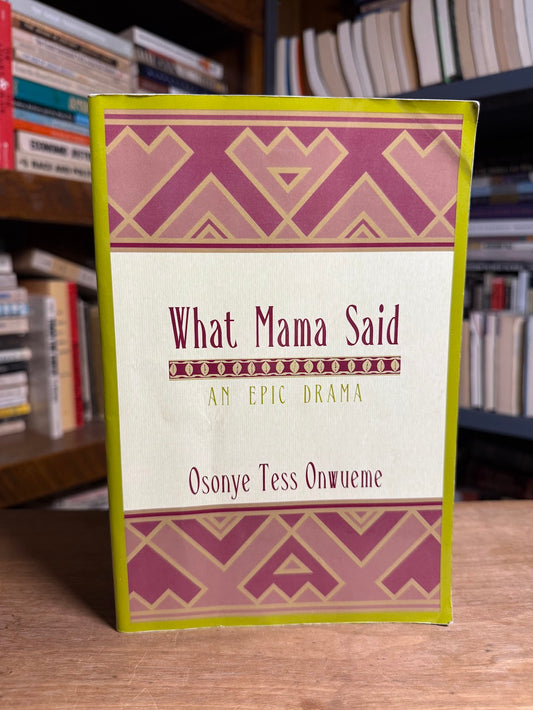 What Mama Said
AN EPIC DRAMA
Osonye Tess Onwueme